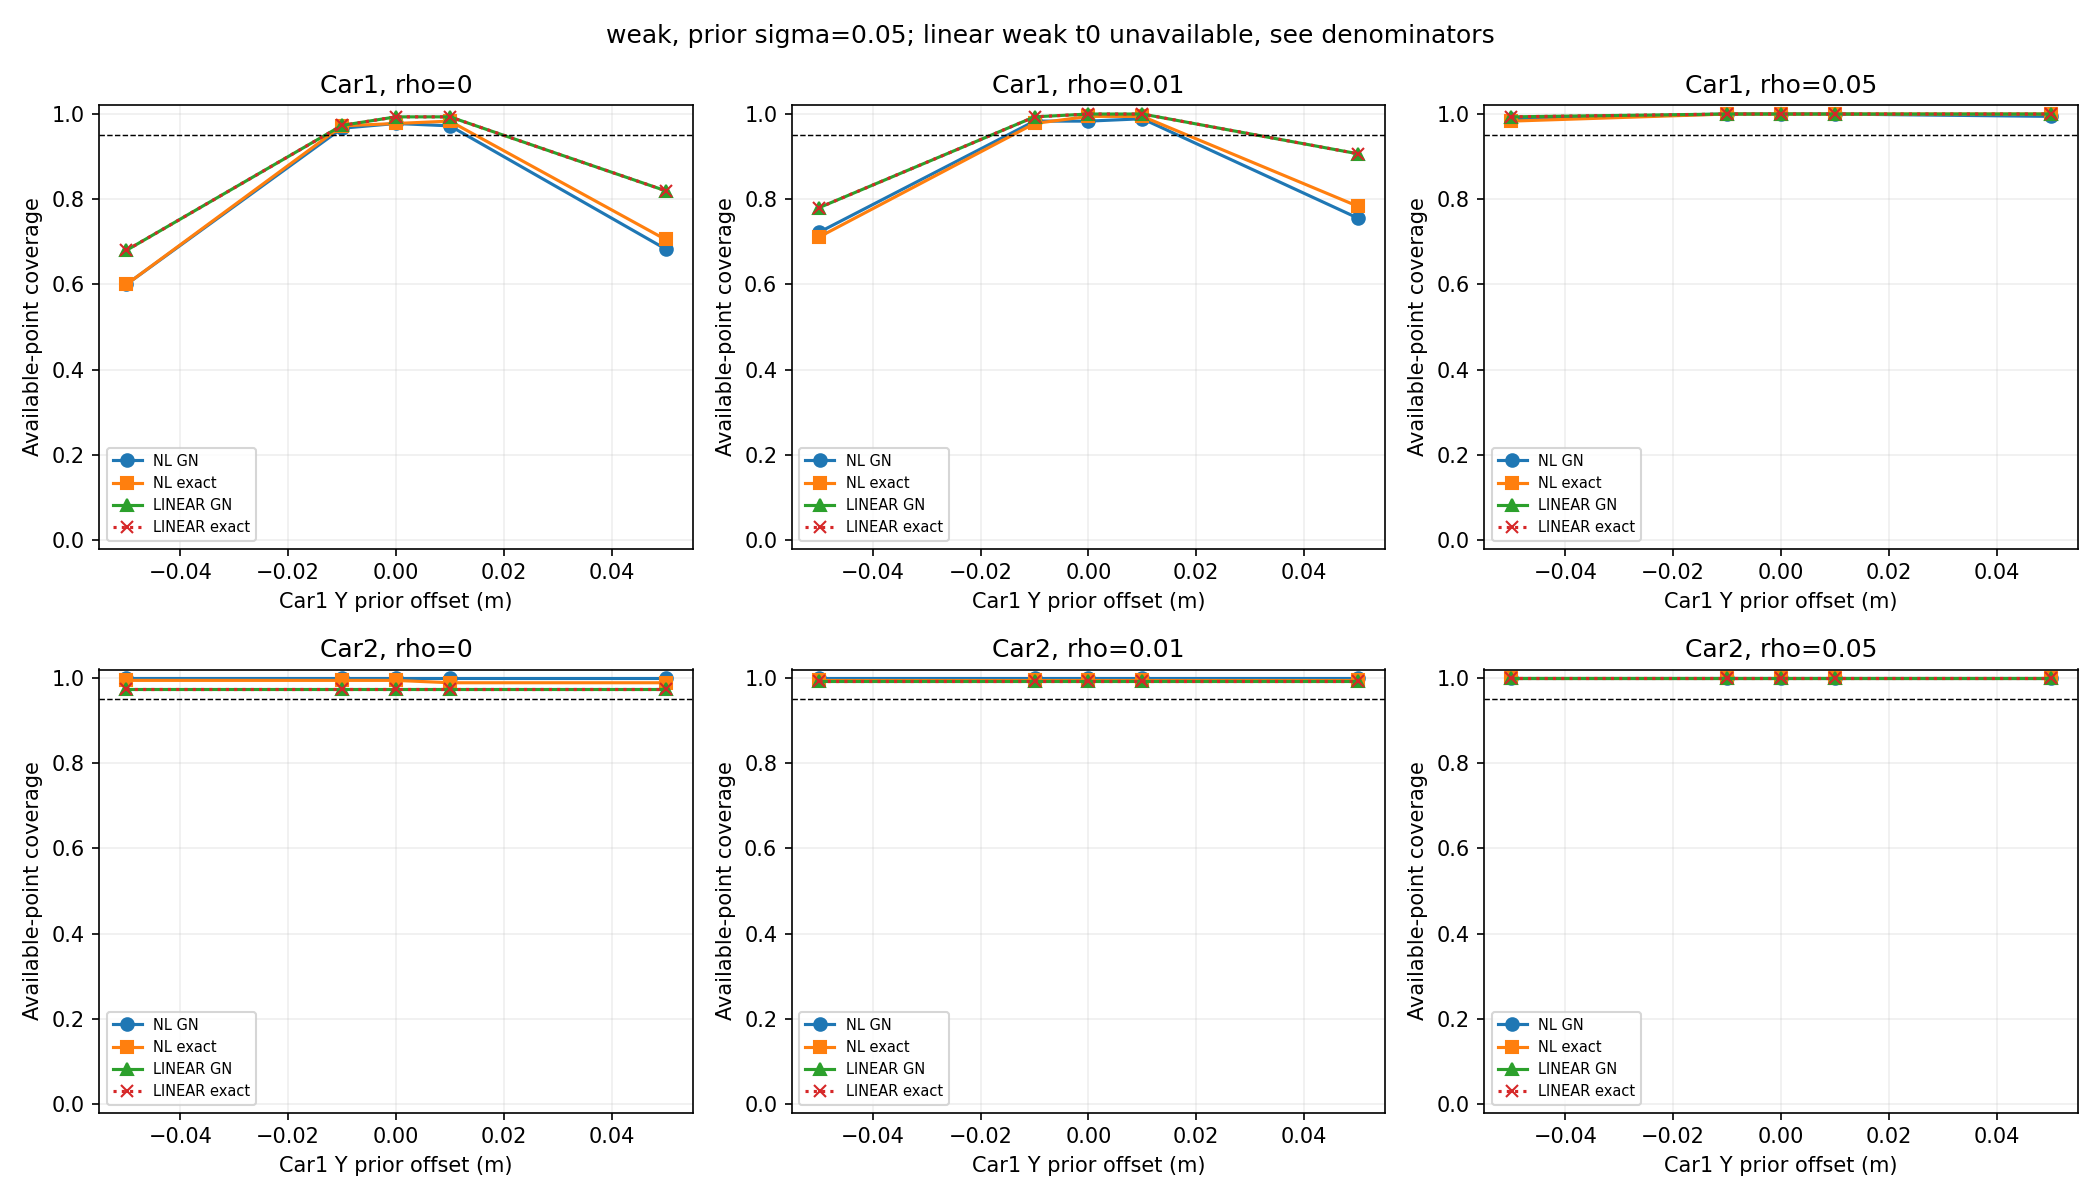 weak, prior sigma=0.05; linear weak t0 unavailable, see denominators
Car1, rho=0
Available-point coverage
1.0
0.8
0.6
0.4
0.2
0.0
NL GN
NL exact
LINEAR GN
LINEAR exact
−0.04 −0.02 0.00 0.02 0.04
Car1 Y prior offset (m)
Car1, rho=0.01
Available-point coverage
1.0
0.8
0.6
0.4
0.2
0.0
NL GN
NL exact
LINEAR GN
LINEAR exact
−0.04 −0.02 0.00 0.02 0.04
Car1 Y prior offset (m)
Car1, rho=0.05
Available-point coverage
1.0
0.8
0.6
0.4
0.2
0.0
NL GN
NL exact
LINEAR GN
LINEAR exact
−0.04 −0.02 0.00 0.02 0.04
Car1 Y prior offset (m)
Car2, rho=0
Available-point coverage
1.0
0.8
0.6
0.4
0.2
0.0
NL GN
NL exact
LINEAR GN
LINEAR exact
−0.04 −0.02 0.00 0.02 0.04
Car1 Y prior offset (m)
Car2, rho=0.01
Available-point coverage
1.0
0.8
0.6
0.4
0.2
0.0
NL GN
NL exact
LINEAR GN
LINEAR exact
−0.04 −0.02 0.00 0.02 0.04
Car1 Y prior offset (m)
Car2, rho=0.05
Available-point coverage
1.0
0.8
0.6
0.4
0.2
0.0
NL GN
NL exact
LINEAR GN
LINEAR exact
−0.04 −0.02 0.00 0.02 0.04
Car1 Y prior offset (m)